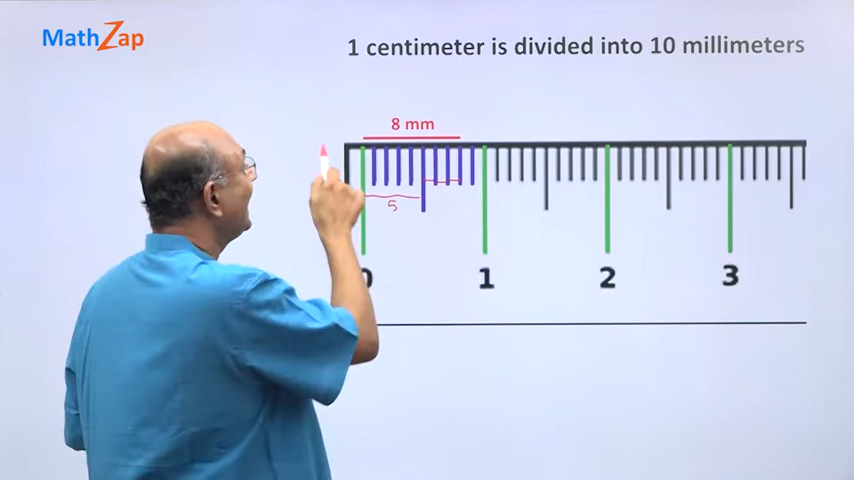 MathZap
1 centimeter is divided into 10 millimeters
8 mm
5
0 1 2 3